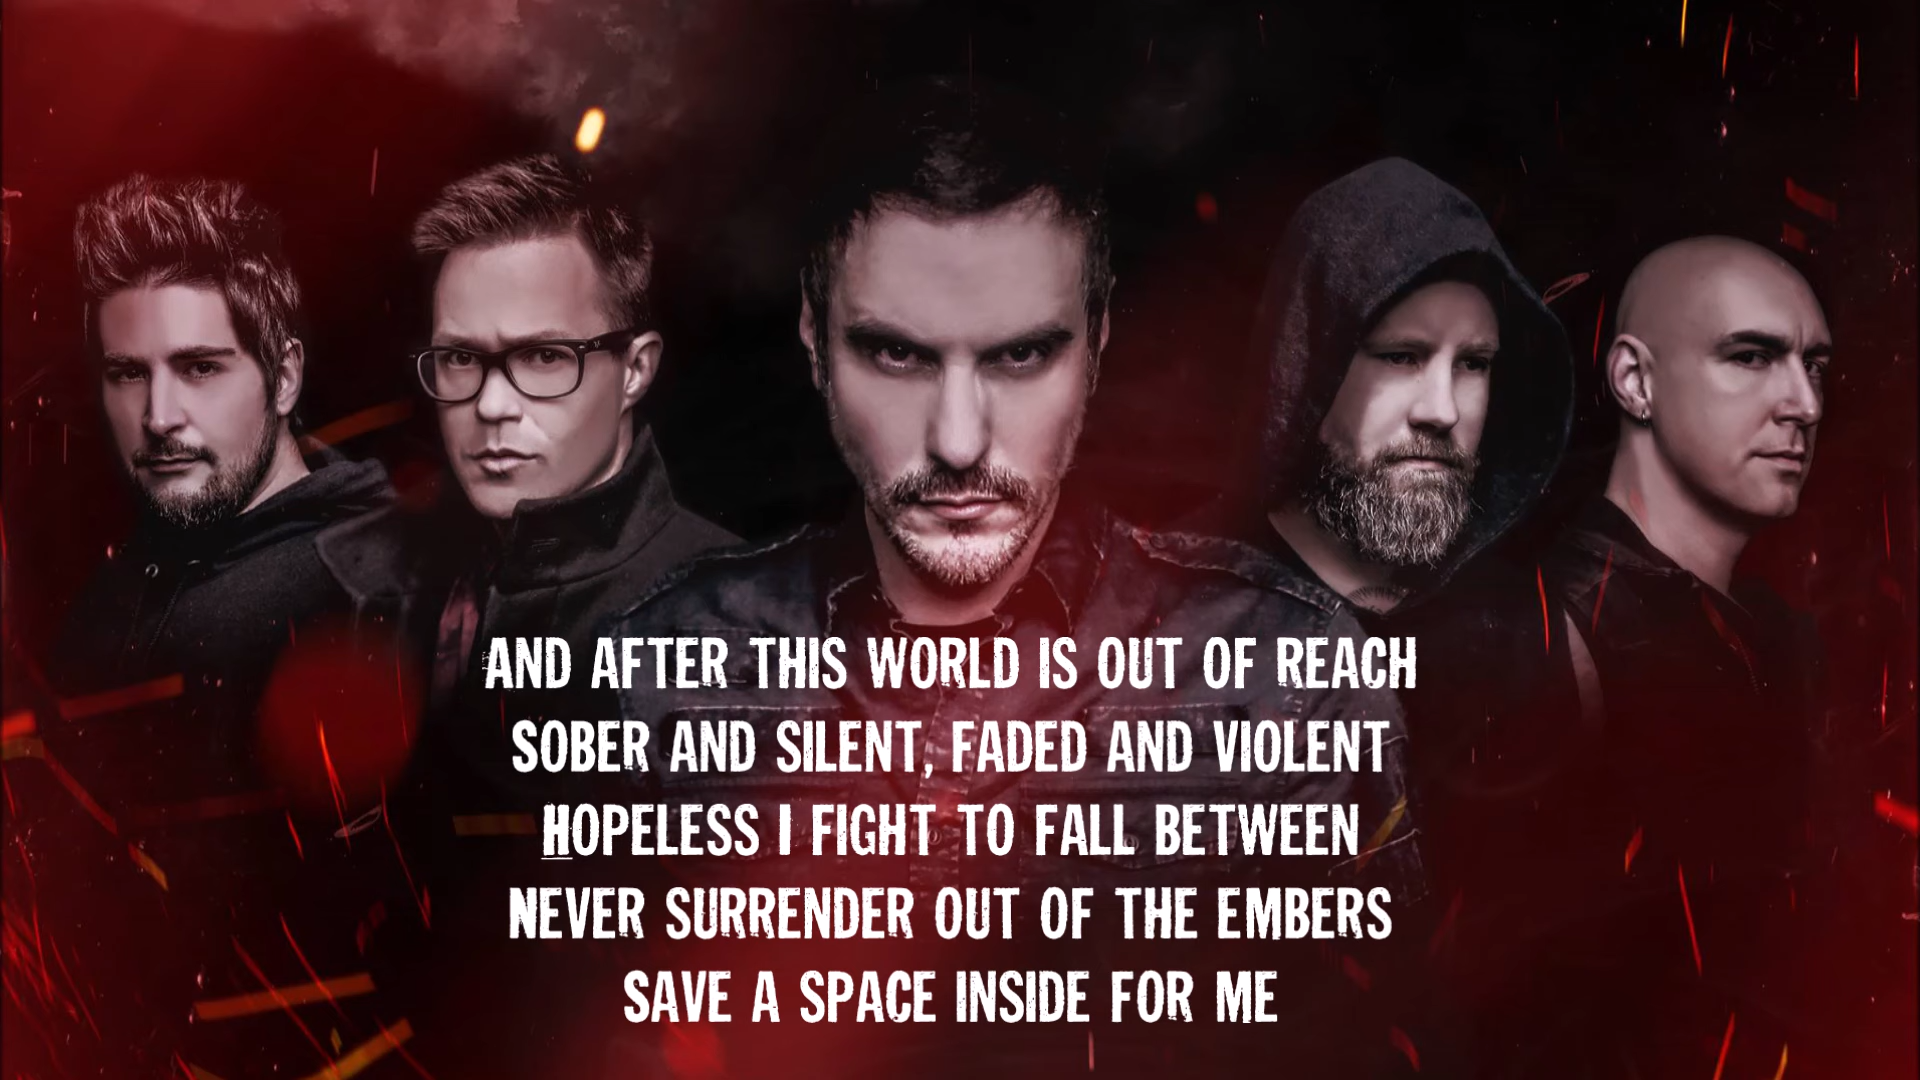 AND AFTER THIS WORLD IS OUT OF REACH
SOBER AND SILENT, FADED AND VIOLENT
HOPELESS I FIGHT TO FALL BETWEEN
NEVER SURRENDER OUT OF THE EMBERS
SAVE A SPACE INSIDE FOR ME